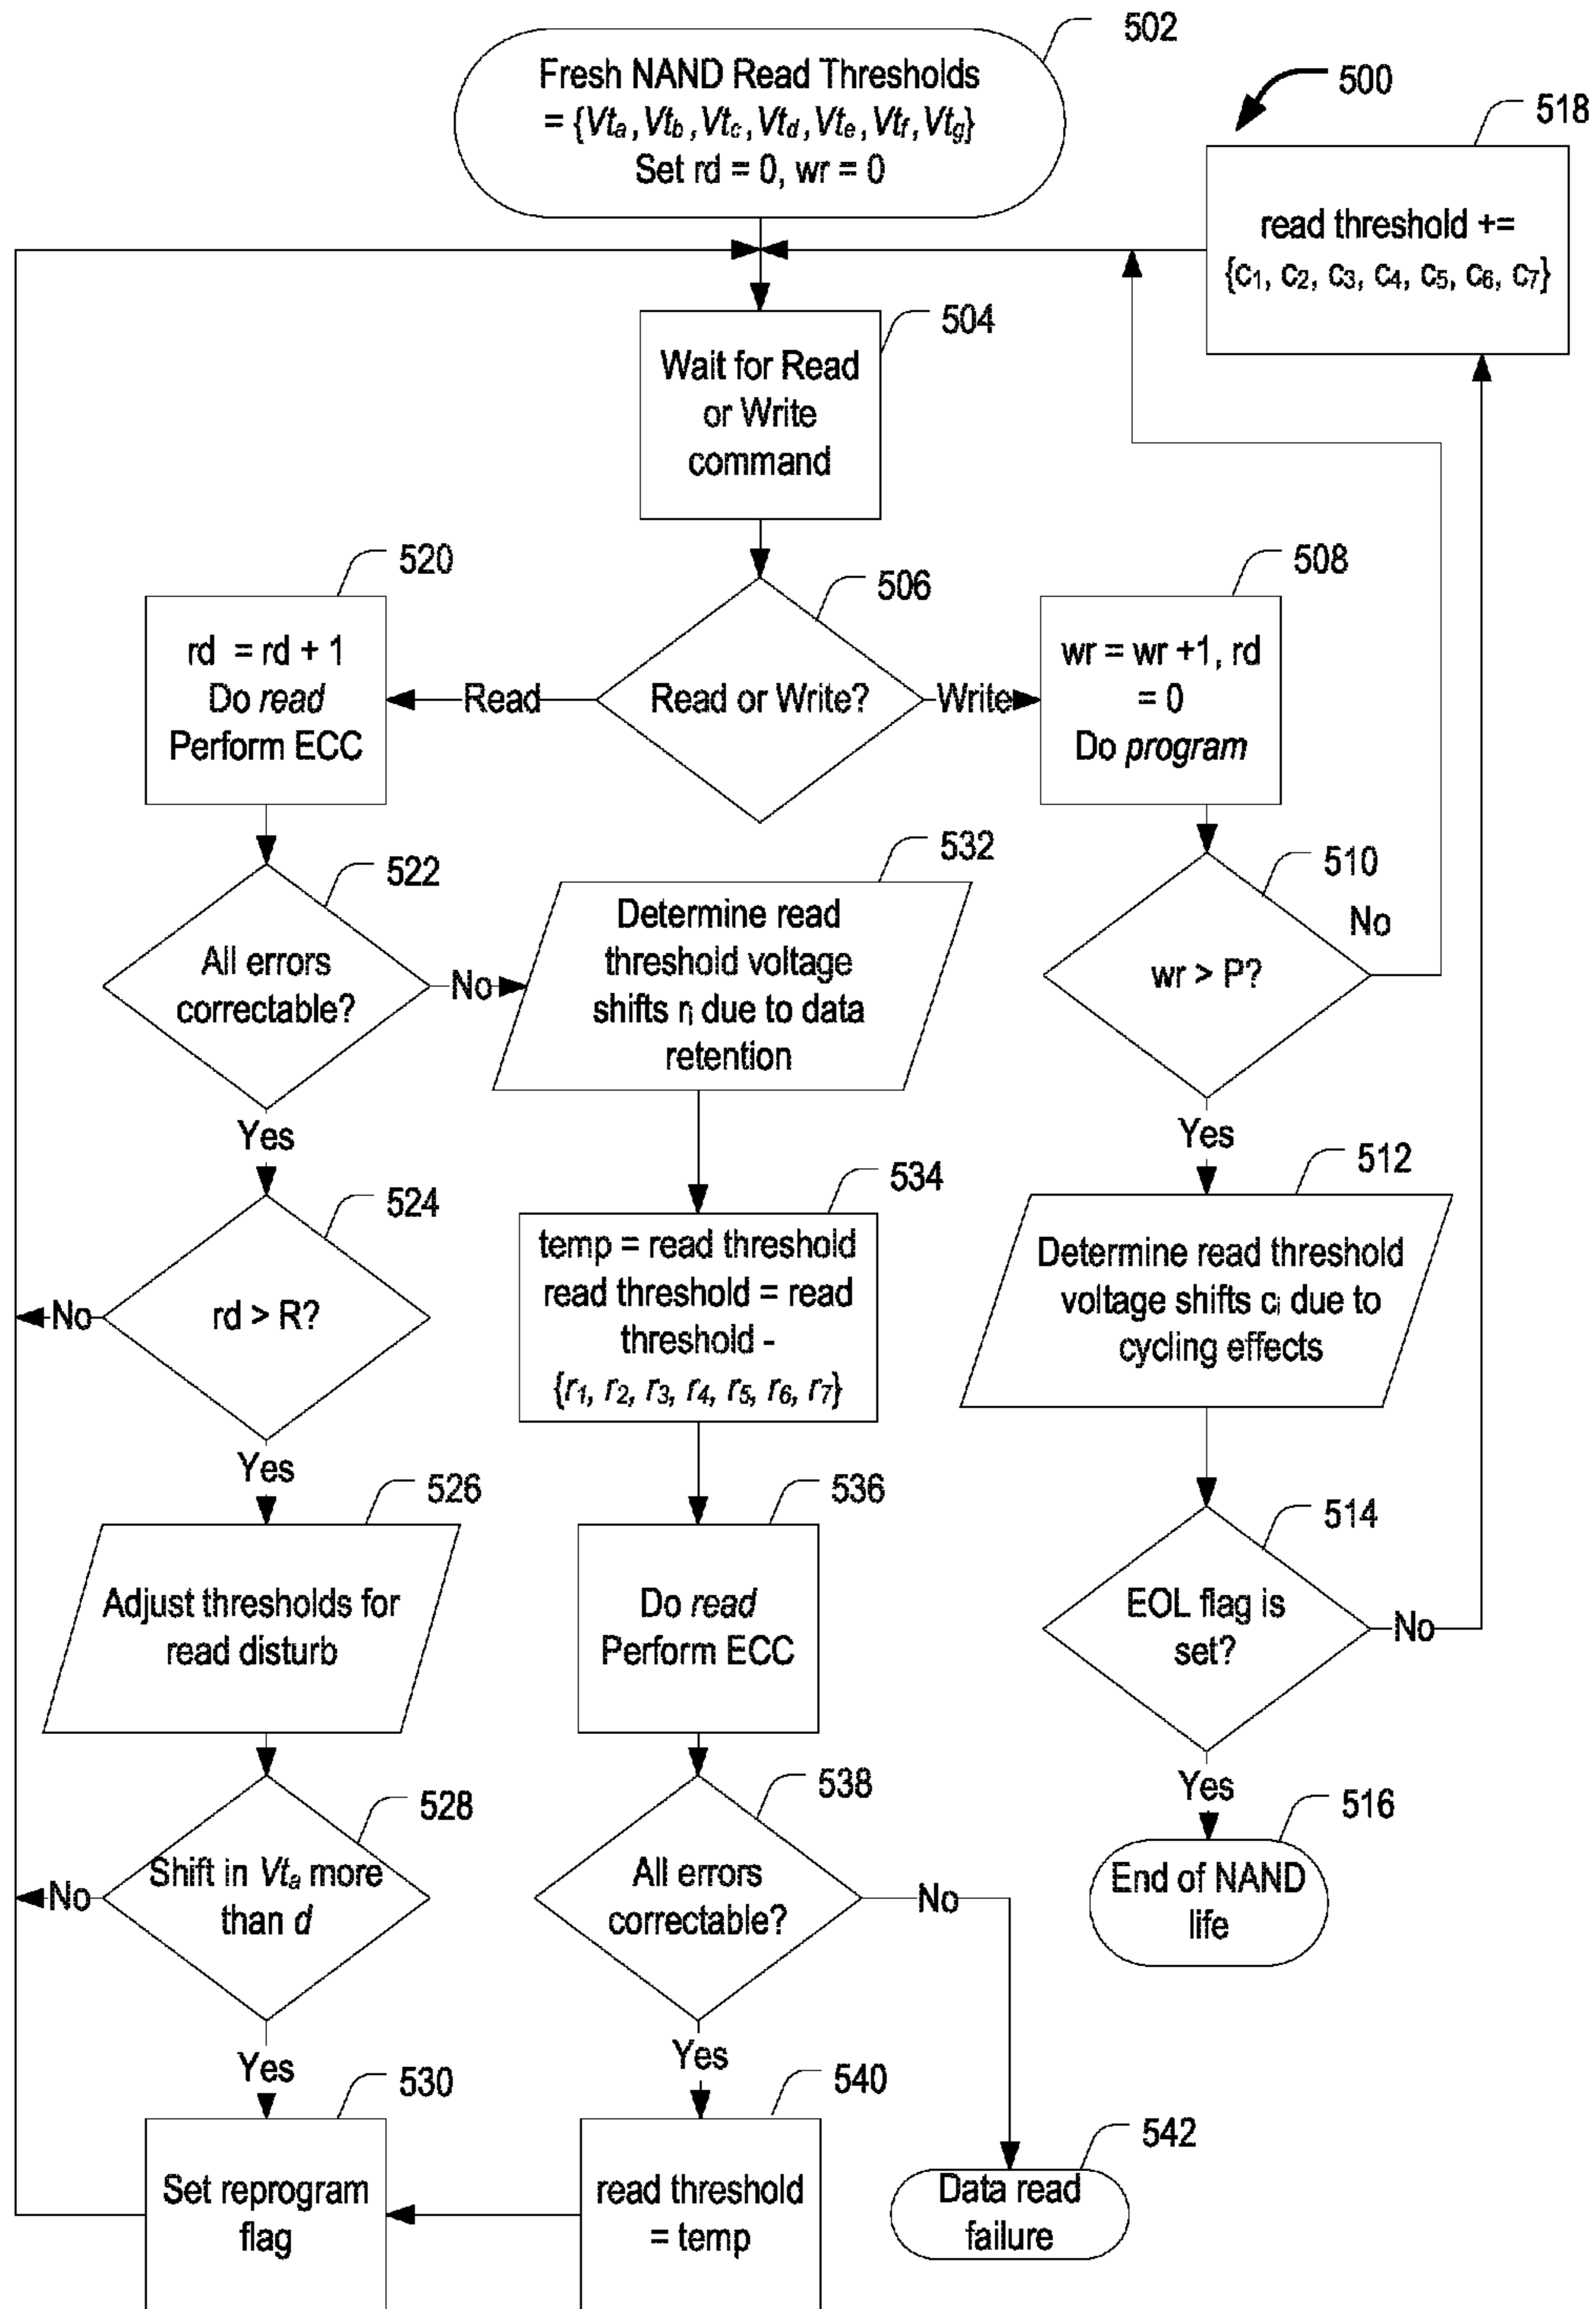 502
Fresh NAND Read Thresholds
= {Vta, Vtb, Vtc, Vtd, Vte, Vtf, Vtg}
Set rd = 0, wr = 0
500
518
read threshold +=
{c1, c2, c3, c4, c5, c6, c7}
504
Wait for Read
or Write
command
520
rd = rd + 1
Do read
Perform ECC
506
Read
Read or Write?
Write
508
wr = wr +1, rd
= 0
Do program
522
All errors
correctable?
No
Yes
532
Determine read
threshold voltage
shifts ri due to data
retention
510
No
wr > P?
Yes
524
rd > R?
No
Yes
534
temp = read threshold
read threshold = read
threshold -
{r1, r2, r3, r4, r5, r6, r7}
512
Determine read threshold
voltage shifts ci due to
cycling effects
526
Adjust thresholds for
read disturb
536
Do read
Perform ECC
514
EOL flag is
set?
No
Yes
528
Shift in Vta more
than d
No
Yes
538
All errors
correctable?
No
Yes
516
End of NAND
life
530
Set reprogram
flag
540
read threshold
= temp
542
Data read
failure